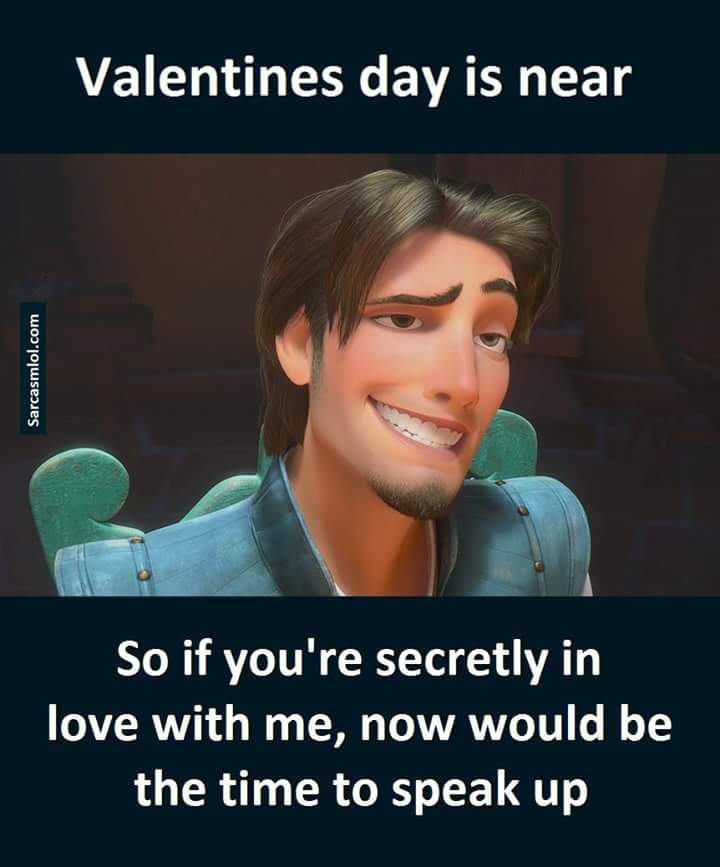 Valentines day is near
Sarcasmlol.com
So if you're secretly in
love with me, now would be
the time to speak up